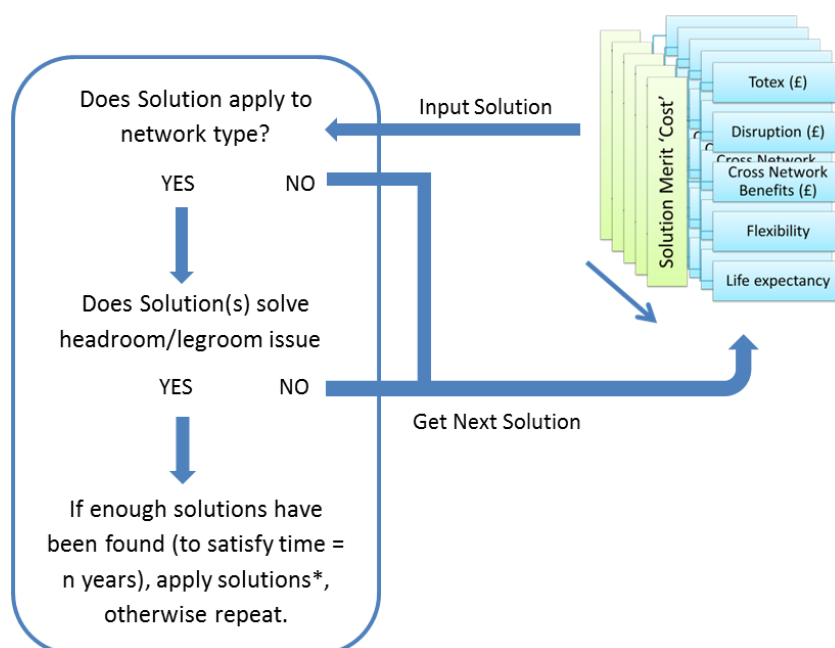 Does Solution apply to
network type?
YES
NO
Does Solution(s) solve
headroom/legroom issue
YES
NO
If enough solutions have
been found (to satisfy time =
n years), apply solutions*,
otherwise repeat.
Input Solution
Get Next Solution
Solution Merit 'Cost'
Totex (£)
Disruption (£)
Cross Network
Cross Network
Benefits (£)
Flexibility
Life expectancy